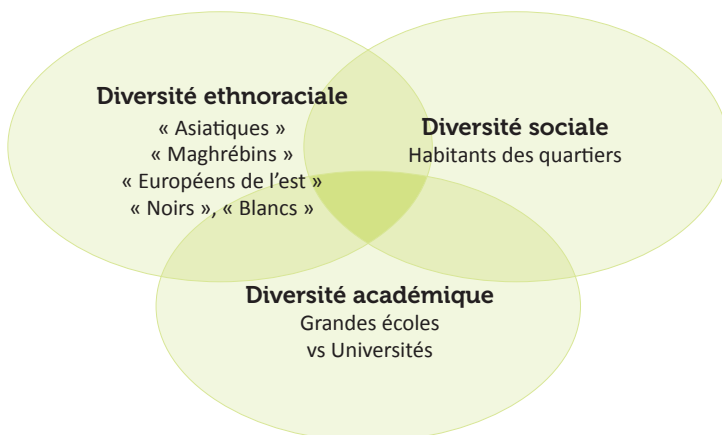 Diversité ethnoraciale
« Asiatiques »
« Maghrébins »
« Européens de l'est »
« Noirs », « Blancs »
Diversité sociale
Habitants des quartiers
Diversité académique
Grandes écoles
vs Universités